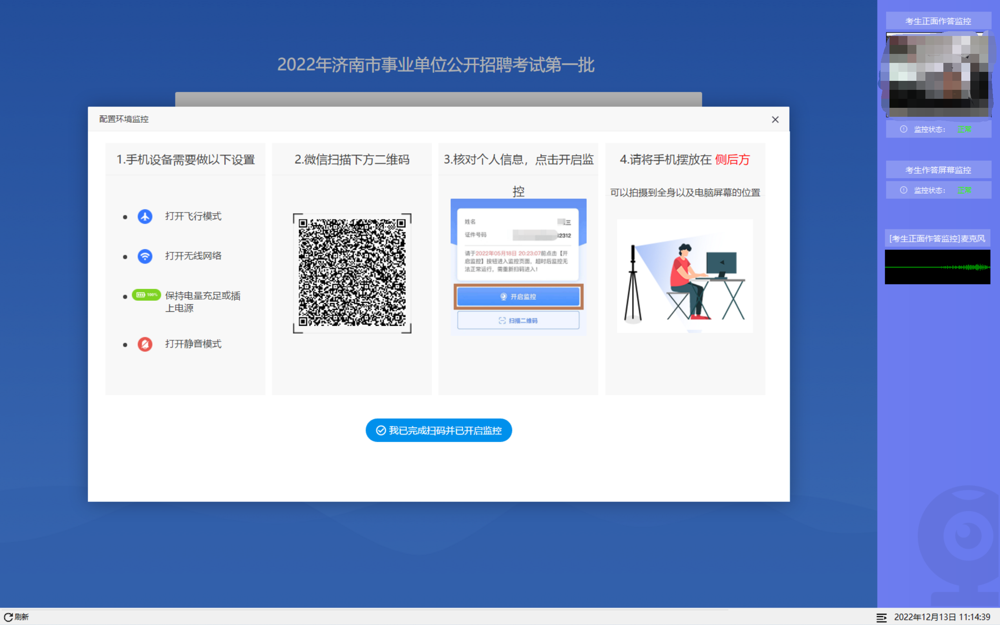 2022年济南市事业单位公开招聘考试第一批
配置环境监控
1.手机设备需要做以下设置
打开飞行模式
打开无线网络
100%
保持电量充足或插
上电源
打开静音模式
2.微信扫描下方二维码
3.核对个人信息，点击开启监
控
姓名
三
证件号码
2312
请于2022年05月18日 20:23:07前点击【开
启监控】按钮进入监控页面，超时后监控无
法正常运行，需重新扫码进入！
开启监控
扫描二维码
4.请将手机摆放在 侧后方
可以拍摄到全身以及电脑屏幕的位置
我已完成扫码并已开启监控
考生正面作答监控
监控状态： 正常
考生作答屏幕监控
监控状态： 正常
[考生正面作答监控]麦克风
刷新
2022年12月13日 11:14:39